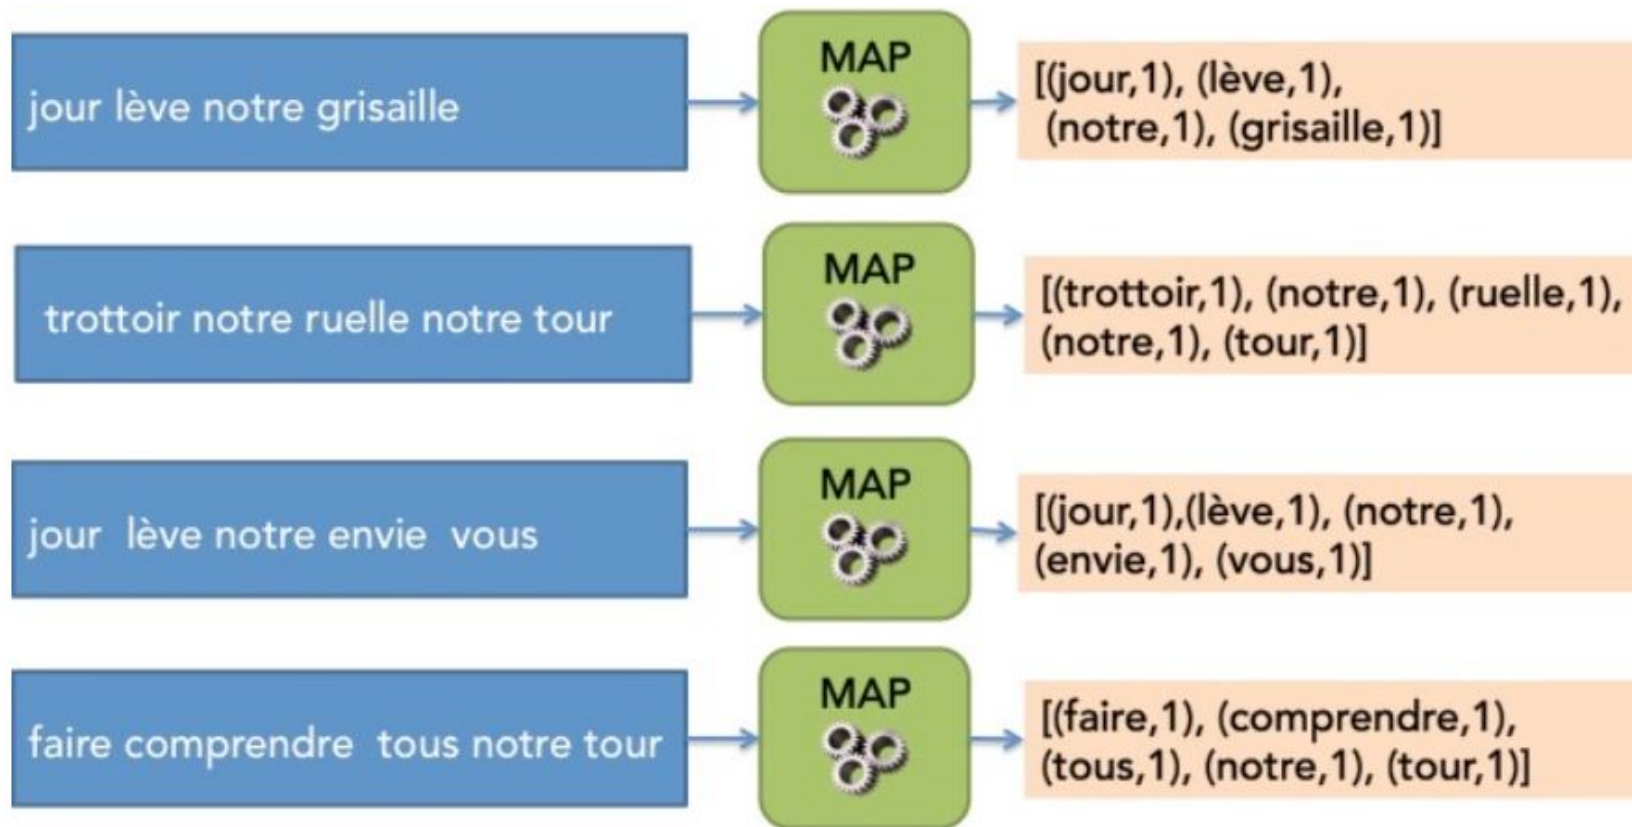 jour lève notre grisaille
MAP
[(jour,1), (lève,1),
(notre,1), (grisaille,1)]
trottoir notre ruelle notre tour
MAP
[(trottoir,1), (notre,1), (ruelle,1),
(notre,1), (tour,1)]
jour lève notre envie vous
MAP
[(jour,1),(lève,1), (notre,1),
(envie,1), (vous,1)]
faire comprendre tous notre tour
MAP
[(faire,1), (comprendre,1),
(tous,1), (notre,1), (tour,1)]